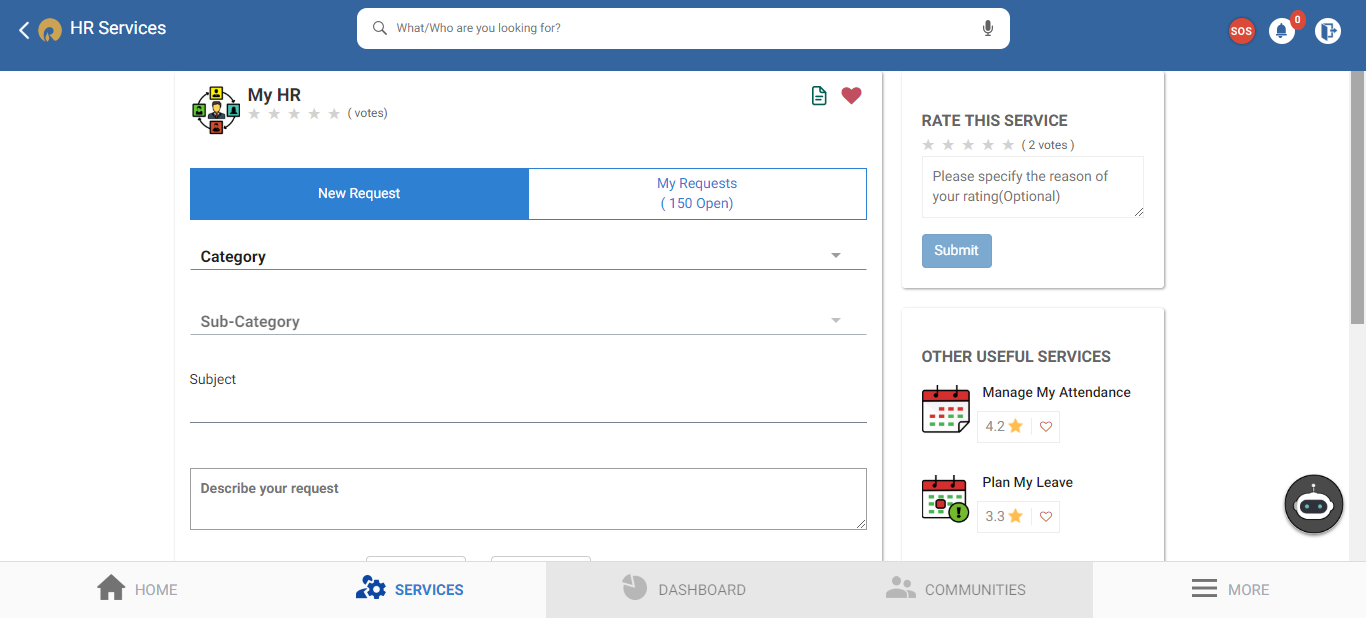 HR Services
What/Who are you looking for?
SOS
0
My HR
( votes)
New Request
My Requests
( 150 Open)
Category
Sub-Category
Subject
Describe your request
RATE THIS SERVICE
( 2 votes )
Please specify the reason of
your rating(Optional)
Submit
OTHER USEFUL SERVICES
Manage My Attendance
4.2
Plan My Leave
3.3
HOME
SERVICES
DASHBOARD
COMMUNITIES
MORE